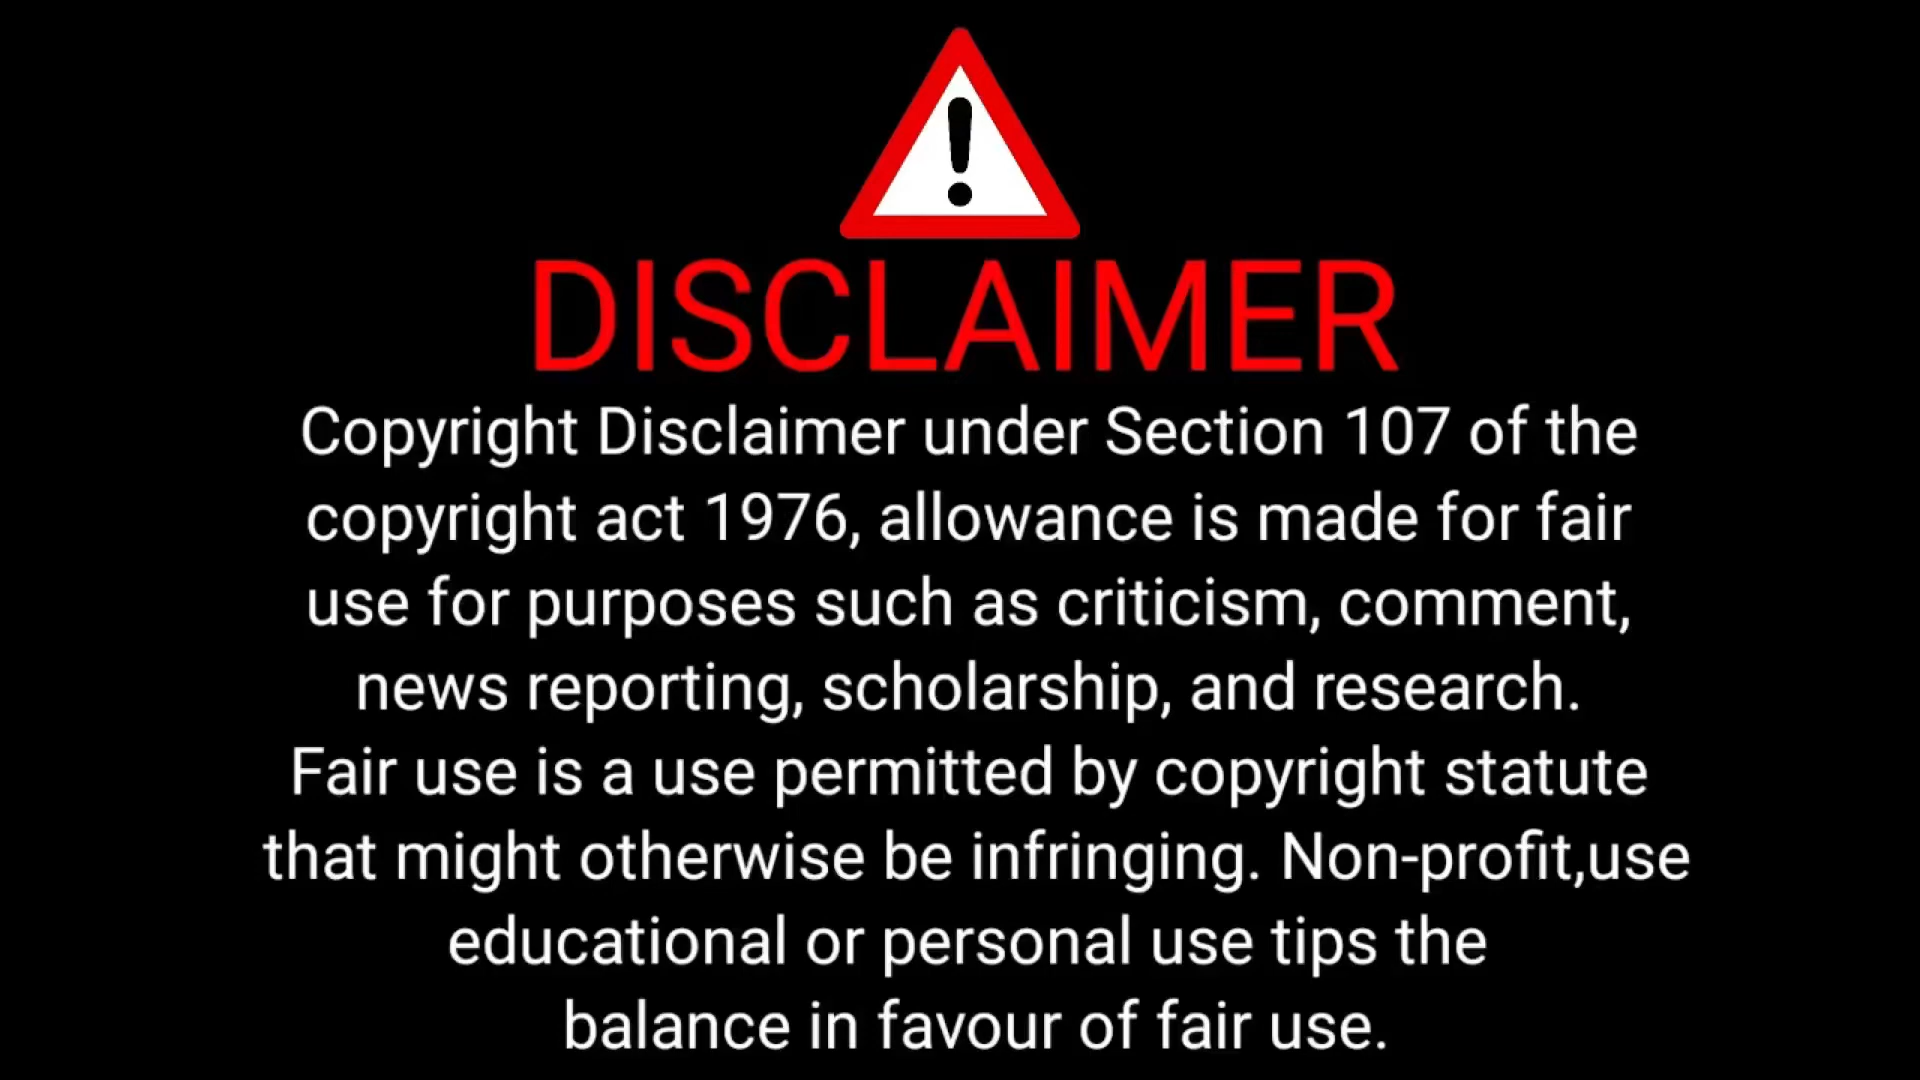 DISCLAIMER
Copyright Disclaimer under Section 107 of the
copyright act 1976, allowance is made for fair
use for purposes such as criticism, comment,
news reporting, scholarship, and research.
Fair use is a use permitted by copyright statute
that might otherwise be infringing. Non-profit,use
educational or personal use tips the
balance in favour of fair use.